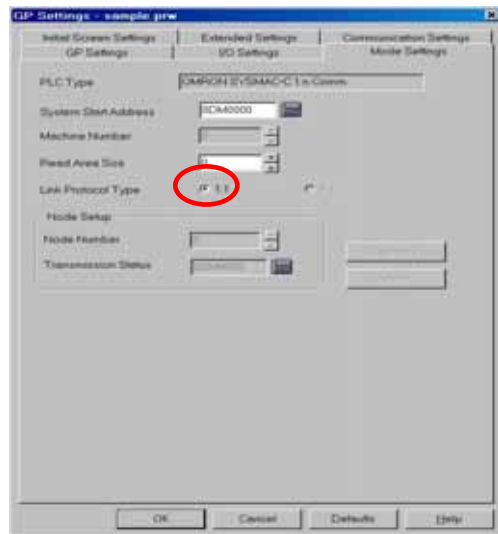 GP Settings - sample.prw
Initial Screen Settings Extended Settings Communication Settings
GP Settings I/O Settings Mode Settings
PLC Type OMRON SYSMAC-C 1:n Comm.
System Start Address 0DM0000
Machine Number
Read Area Size 0
Link Protocol Type 1:1
Node Setup
Node Number
Transmission Status
OK Cancel Defaults Help